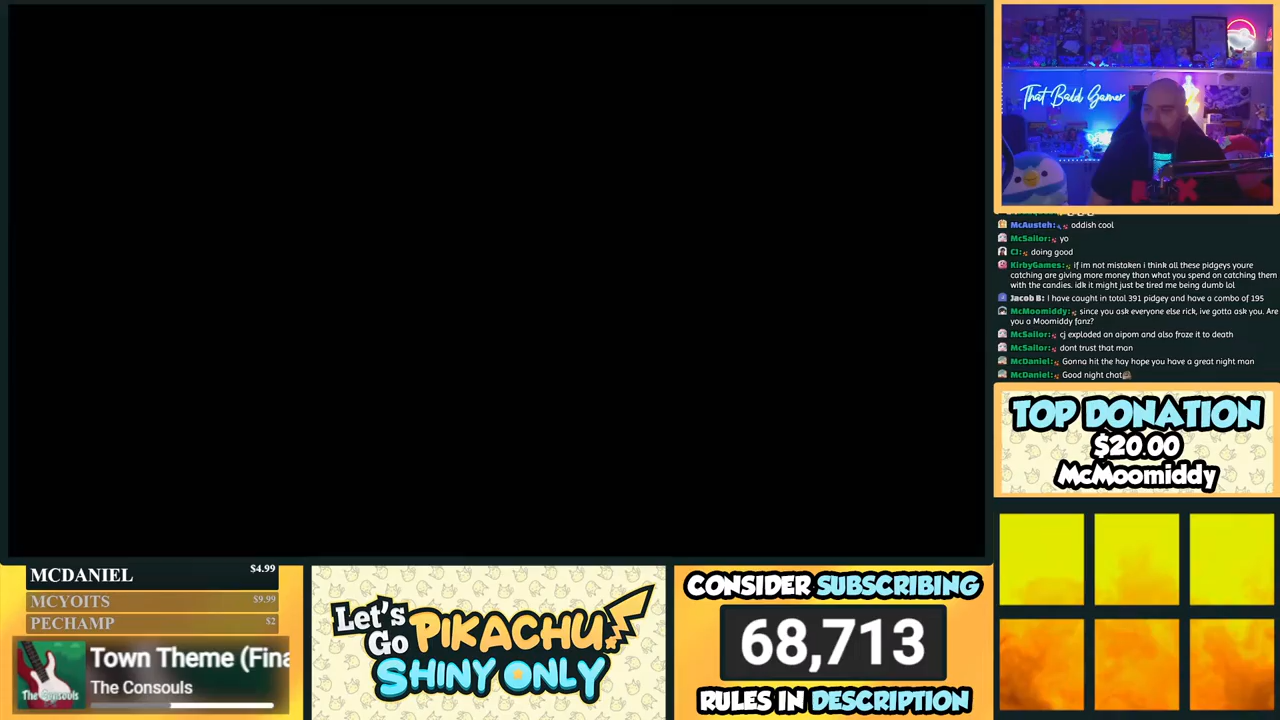 That Bald Gamer
McAusteh: oddish cool
McSailor: yo
CJ: doing good
KirbyGames: if im not mistaken i think all these pidgeys youre
catching are giving more money than what you spend on catching them
with the candies. idk it might just be tired me being dumb lol
Jacob B: I have caught in total 391 pidgey and have a combo of 195
McMoomiddy: since you ask everyone else rick, ive gotta ask you. Are
you a Moomiddy fanz?
McSailor: cj exploded an aipom and also froze it to death
McSailor: dont trust that man
McDaniel: Gonna hit the hay hope you have a great night man
McDaniel: Good night chat
TOP DONATION
$20.00
McMoomiddy
MCDANIEL $4.99
MCYOITS $9.99
PECHAMP $2
The Consouls
Town Theme (Fina
The Consouls
Let's
Go PIKACHU!
SHINY ONLY
CONSIDER SUBSCRIBING
68,713
RULES IN DESCRIPTION